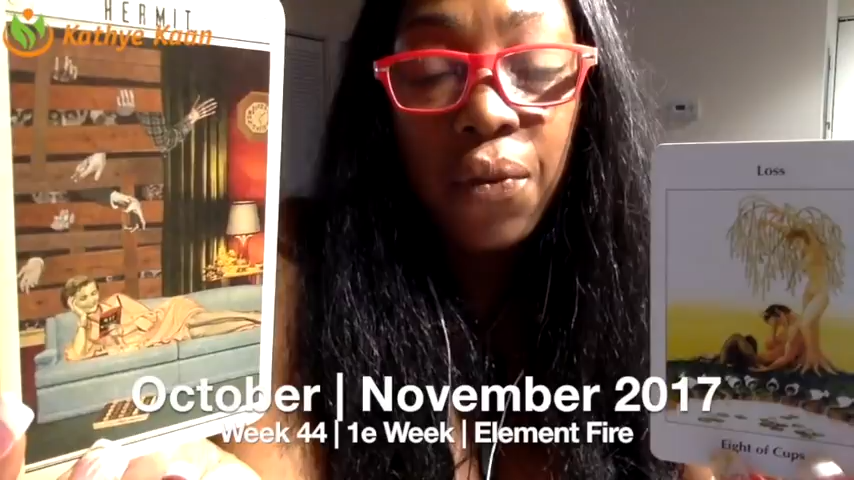 HERMIT
Kathye Kaan
Loss
October | November 2017
Week 44 | 1e Week | Element Fire
Eight of Cups